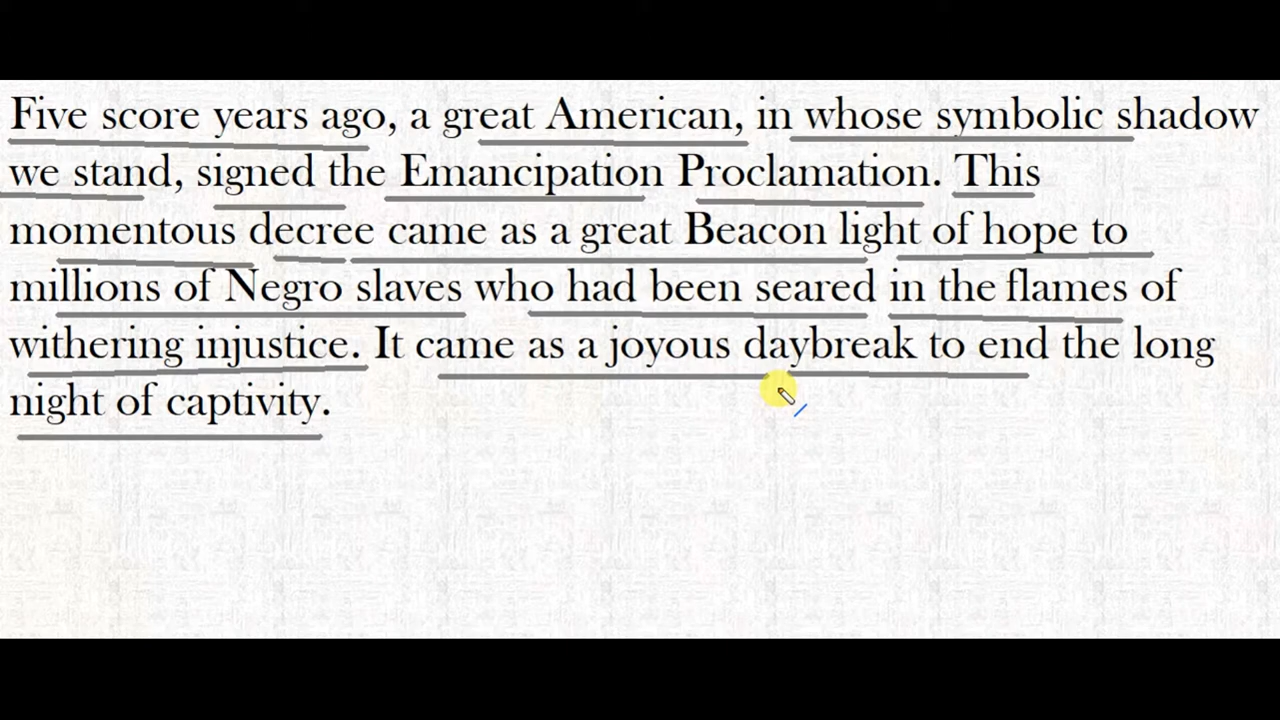 Five score years ago, a great American, in whose symbolic shadow
we stand, signed the Emancipation Proclamation. This
momentous decree came as a great Beacon light of hope to
millions of Negro slaves who had been seared in the flames of
withering injustice. It came as a joyous daybreak to end the long
night of captivity.